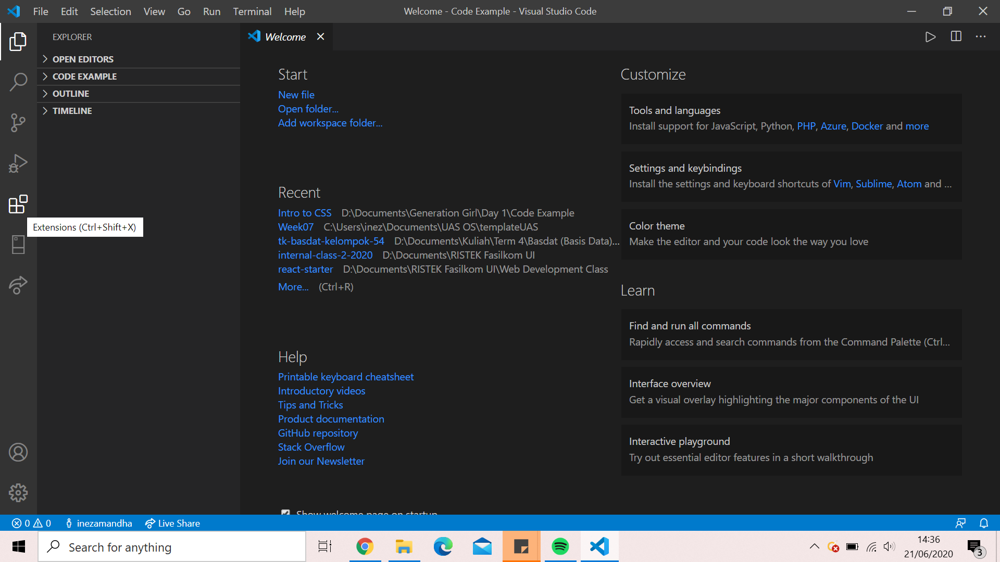 File Edit Selection View Go Run Terminal Help
Welcome - Code Example - Visual Studio Code
EXPLORER
OPEN EDITORS
CODE EXAMPLE
OUTLINE
TIMELINE
Extensions (Ctrl+Shift+X)
Welcome
Start
New file
Open folder...
Add workspace folder...
Recent
Intro to CSS D:\Documents\Generation Girl\Day 1\Code Example
Week07 C:\Users\inez\Documents\UAS OS\templateUAS
tk-basdat-kelompok-54 D:\Documents\Kuliah\Term 4\Basdat (Basis Data)...
internal-class-2-2020 D:\Documents\RISTEK Fasilkom UI
react-starter D:\Documents\RISTEK Fasilkom UI\Web Development Class
More... (Ctrl+R)
Help
Printable keyboard cheatsheet
Introductory videos
Tips and Tricks
Product documentation
GitHub repository
Stack Overflow
Join our Newsletter
Show welcome page on startup
Customize
Tools and languages
Install support for JavaScript, Python, PHP, Azure, Docker and more
Settings and keybindings
Install the settings and keyboard shortcuts of Vim, Sublime, Atom and ...
Color theme
Make the editor and your code look the way you love
Learn
Find and run all commands
Rapidly access and search commands from the Command Palette (Ctrl...
Interface overview
Get a visual overlay highlighting the major components of the UI
Interactive playground
Try out essential editor features in a short walkthrough
0 0 inezamandha Live Share
Search for anything
14:36
21/06/2020
3